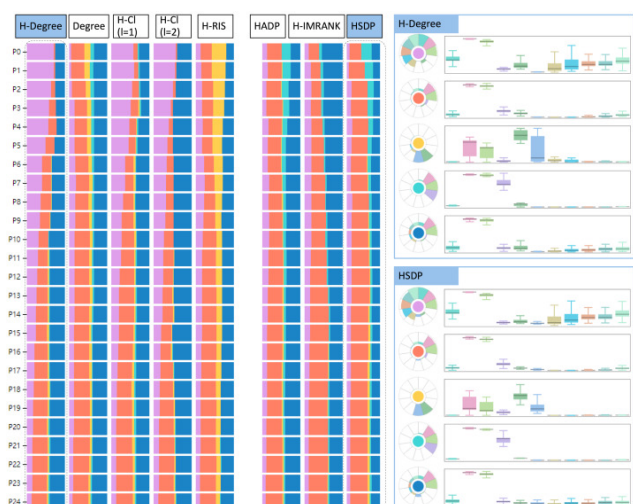 H-Degree
Degree
H-CI
(l=1)
H-CI
(l=2)
H-RIS
HADP
H-IMRANK
HSDP
P0
P1
P2
P3
P4
P5
P6
P7
P8
P9
P10
P11
P12
P13
P14
P15
P16
P17
P18
P19
P20
P21
P22
P23
P24
H-Degree
HSDP